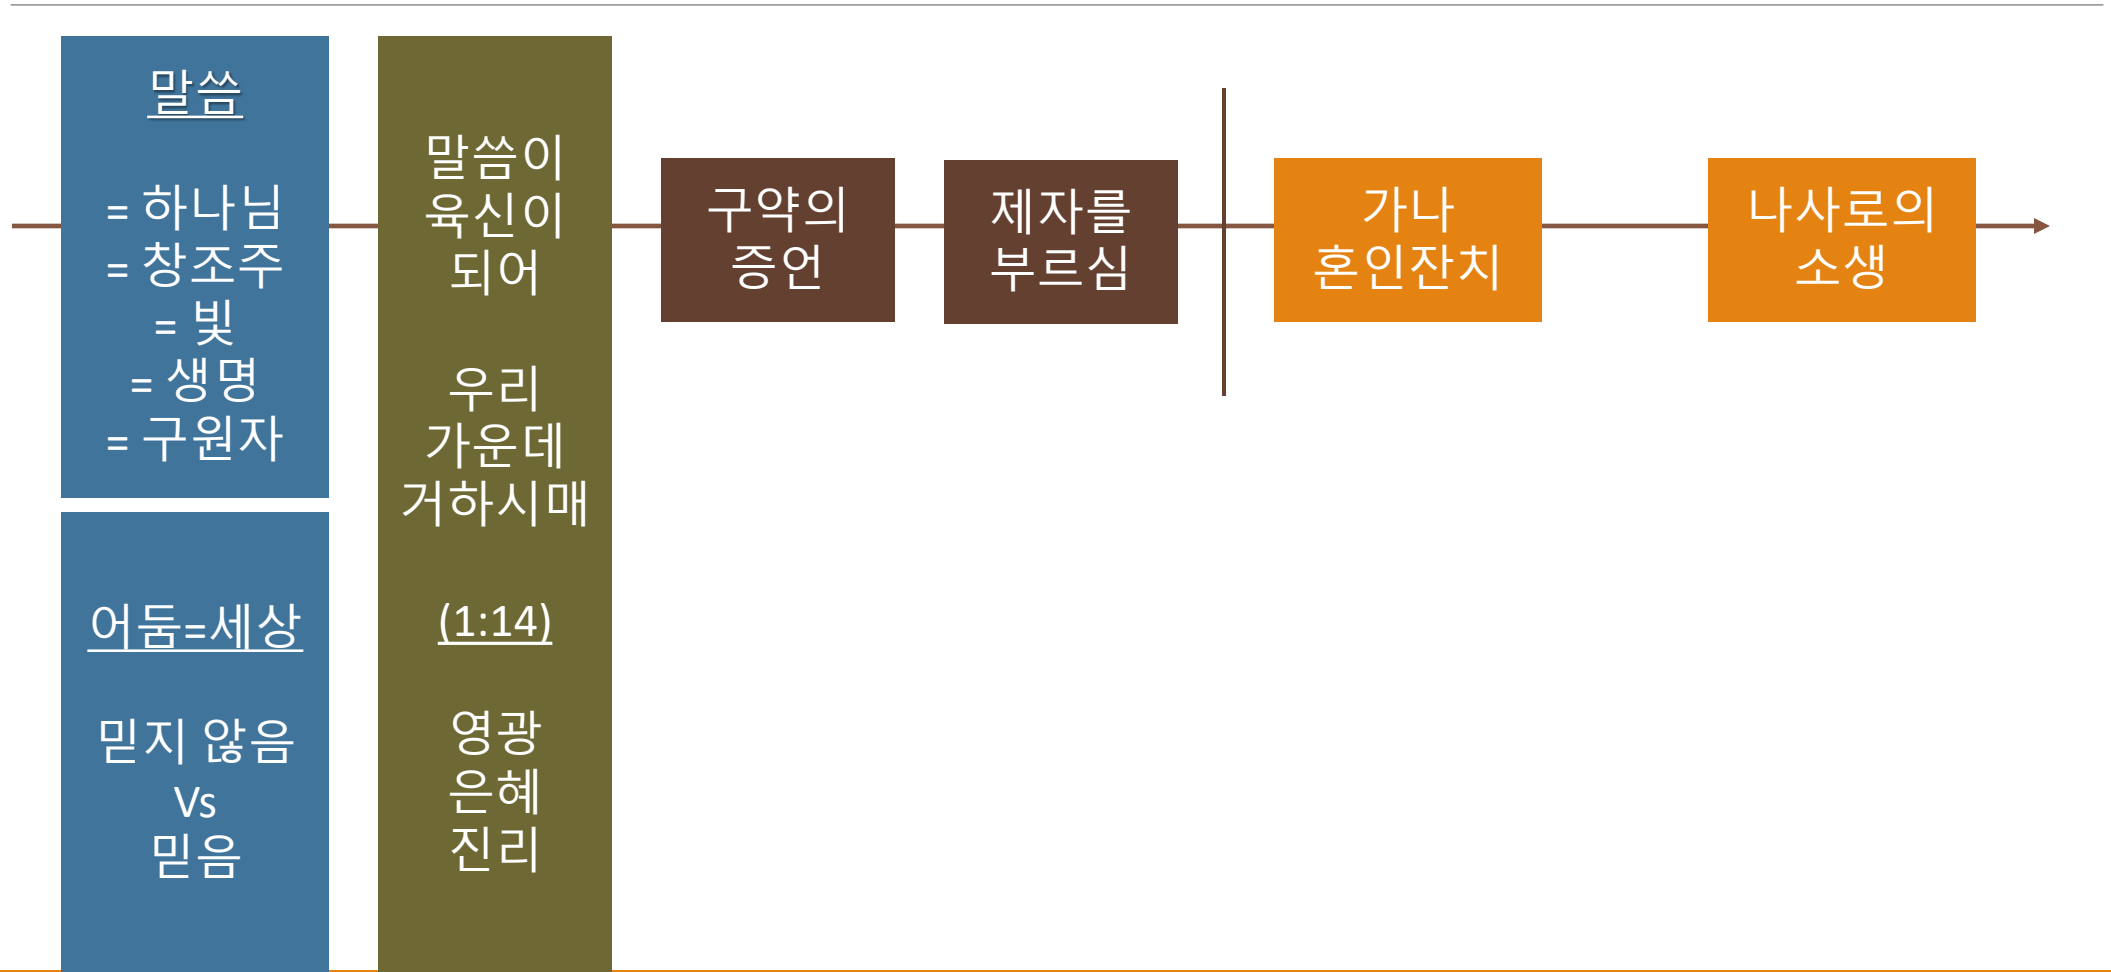 말씀
= 하나님
= 창조주
= 빛
= 생명
= 구원자
어둠=세상
믿지 않음
Vs
믿음
말씀이
육신이
되어
우리
가운데
거하시매
(1:14)
영광
은혜
진리
구약의
증언
제자를
부르심
가나
혼인잔치
나사로의
소생